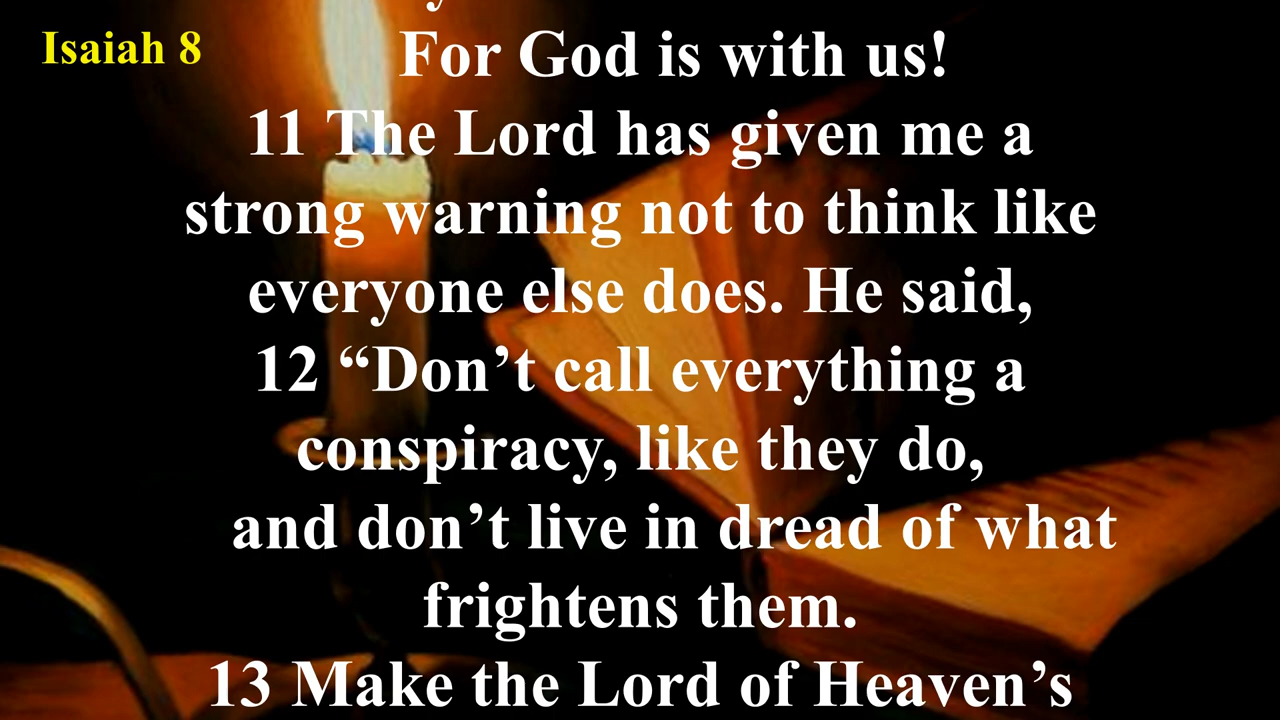 Isaiah 8
For God is with us!
11 The Lord has given me a
strong warning not to think like
everyone else does. He said,
12 “Don’t call everything a
conspiracy, like they do,
and don’t live in dread of what
frightens them.
13 Make the Lord of Heaven’s